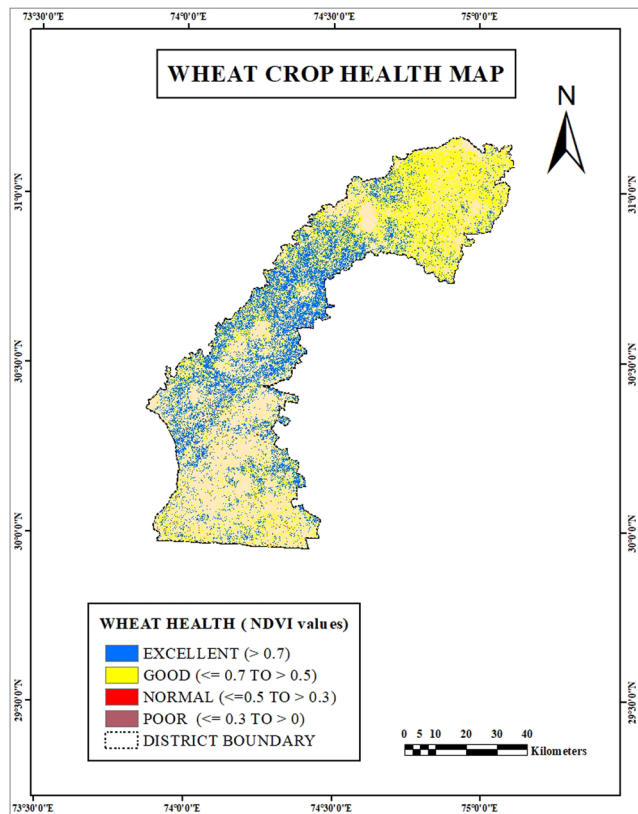 73°30'0"E 74°0'0"E 74°30'0"E 75°0'0"E
WHEAT CROP HEALTH MAP
N
31°0'0"N 31°0'0"N
30°30'0"N 30°30'0"N
30°0'0"N 30°0'0"N
WHEAT HEALTH ( NDVI values)
EXCELLENT (> 0.7)
GOOD (<= 0.7 TO > 0.5)
NORMAL (<=0.5 TO > 0.3)
POOR (<= 0.3 TO > 0)
DISTRICT BOUNDARY
29°30'0"N 29°30'0"N
0 5 10 20 30 40
Kilometers
73°30'0"E 74°0'0"E 74°30'0"E 75°0'0"E